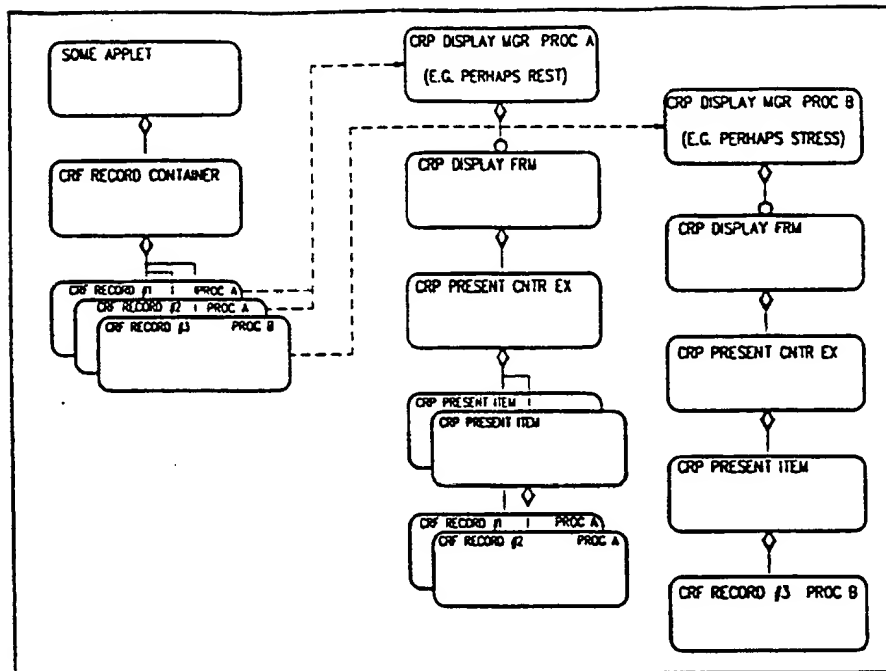 SOME APPLET
CRF RECORD CONTAINER
CRF RECORD #1 PROC A
CRF RECORD #2 PROC A
CRF RECORD #3 PROC B
CRP DISPLAY MGR PROC A
(E.G. PERHAPS REST)
CRP DISPLAY FRM
CRP PRESENT CNTR EX
CRP PRESENT ITEM
CRP PRESENT ITEM
CRF RECORD #1 PROC A
CRF RECORD #2 PROC A
CRP DISPLAY MGR PROC B
(E.G. PERHAPS STRESS)
CRP DISPLAY FRM
CRP PRESENT CNTR EX
CRP PRESENT ITEM
CRF RECORD #3 PROC B